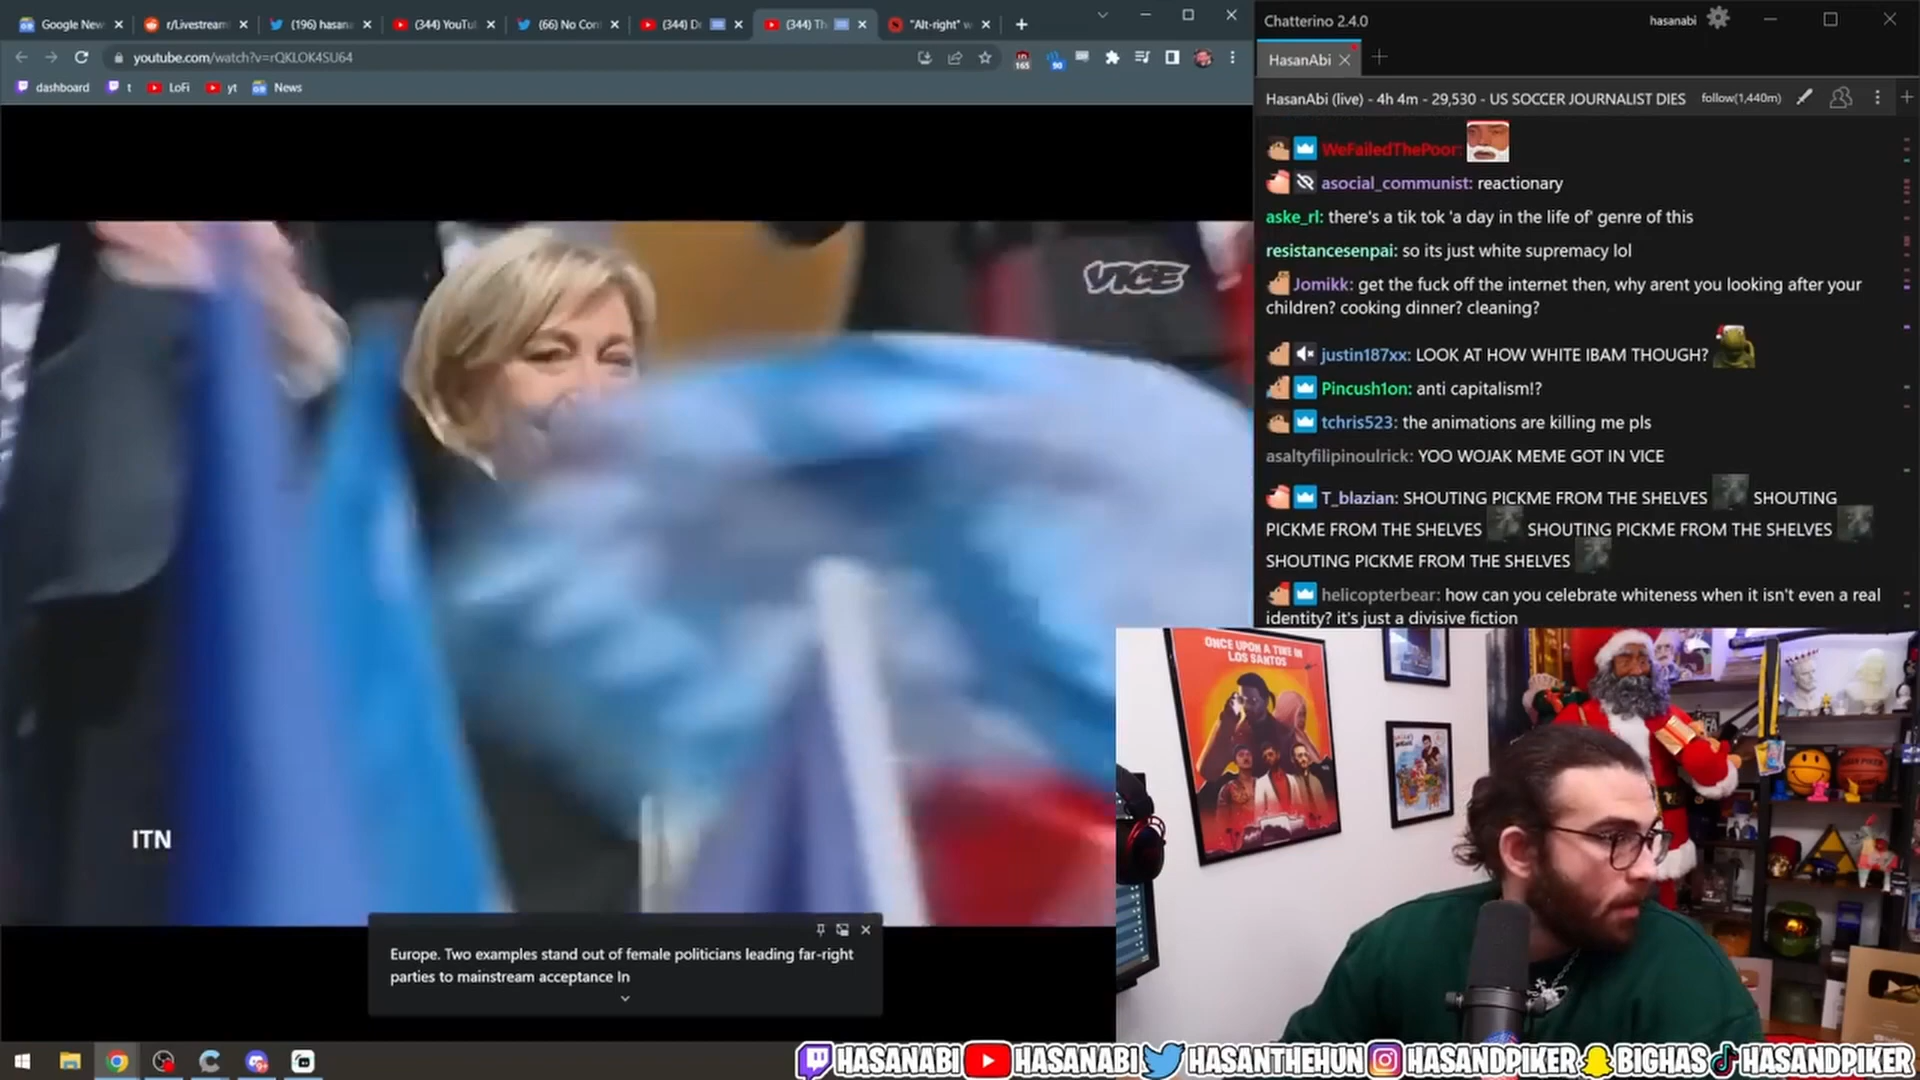 Google New
r/Livestream
(196) hasana
(344) YouTu
(66) No Con
(344) D
(344) Th
"Alt-right" w
youtube.com/watch?v=rQKLOK4SU64
165
90
dashboard
t
LoFi
yt
News
VICE
ITN
Europe. Two examples stand out of female politicians leading far-right
parties to mainstream acceptance In
Chatterino 2.4.0
hasanabi
HasanAbi
HasanAbi (live) - 4h 4m - 29,530 - US SOCCER JOURNALIST DIES
follow(1,440m)
WeFailedThePoor:
asocial_communist: reactionary
aske_rl: there's a tik tok 'a day in the life of' genre of this
resistancesenpai: so its just white supremacy lol
Jomikk: get the fuck off the internet then, why arent you looking after your
children? cooking dinner? cleaning?
justin187xx: LOOK AT HOW WHITE IBAM THOUGH?
Pincush1on: anti capitalism!?
tchris523: the animations are killing me pls
asaltyfilipinoulrick: YOO WOJAK MEME GOT IN VICE
T_blazian: SHOUTING PICKME FROM THE SHELVES SHOUTING
PICKME FROM THE SHELVES SHOUTING PICKME FROM THE SHELVES
SHOUTING PICKME FROM THE SHELVES
helicopterbear: how can you celebrate whiteness when it isn't even a real
identity? it's just a divisive fiction
ONCE UPON A TIME IN
LOS SANTOS
HASANABI HASANABI HASANTHEHUN HASANDPIKER BIGHAS HASANDPIKER